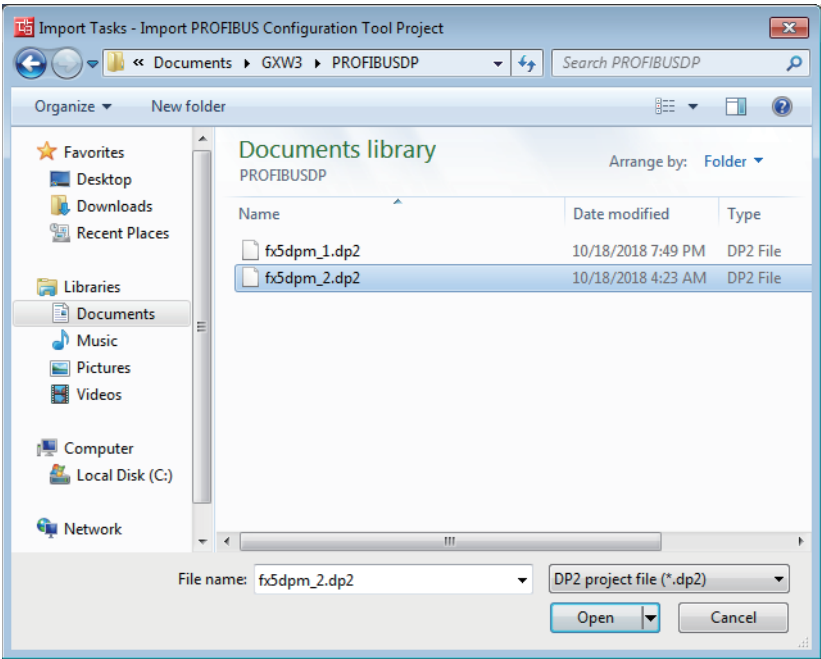 Import Tasks - Import PROFIBUS Configuration Tool Project
« Documents ▸ GXW3 ▸ PROFIBUSDP
Search PROFIBUSDP
Organize New folder
Favorites
Desktop
Downloads
Recent Places
Libraries
Documents
Music
Pictures
Videos
Computer
Local Disk (C:)
Network
Documents library
PROFIBUSDP
Arrange by: Folder
Name Date modified Type
fx5dpm_1.dp2 10/18/2018 7:49 PM DP2 File
fx5dpm_2.dp2 10/18/2018 4:23 AM DP2 File
File name: fx5dpm_2.dp2 DP2 project file (*.dp2)
Open Cancel